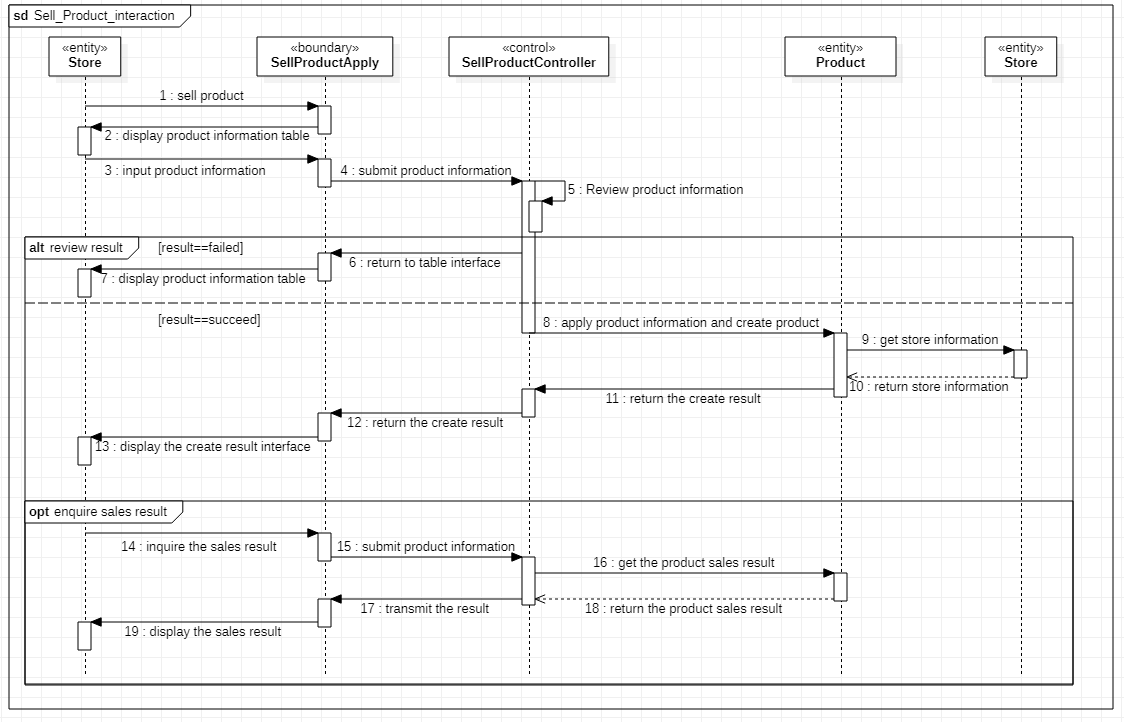 sd Sell_Product_interaction
«entity»
Store
«boundary»
SellProductApply
«control»
SellProductController
«entity»
Product
«entity»
Store
1 : sell product
2 : display product information table
3 : input product information
4 : submit product information
5 : Review product information
alt review result
[result==failed]
6 : return to table interface
7 : display product information table
[result==succeed]
8 : apply product information and create product
9 : get store information
10 : return store information
11 : return the create result
12 : return the create result
13 : display the create result interface
opt enquire sales result
14 : inquire the sales result
15 : submit product information
16 : get the product sales result
17 : transmit the result
18 : return the product sales result
19 : display the sales result